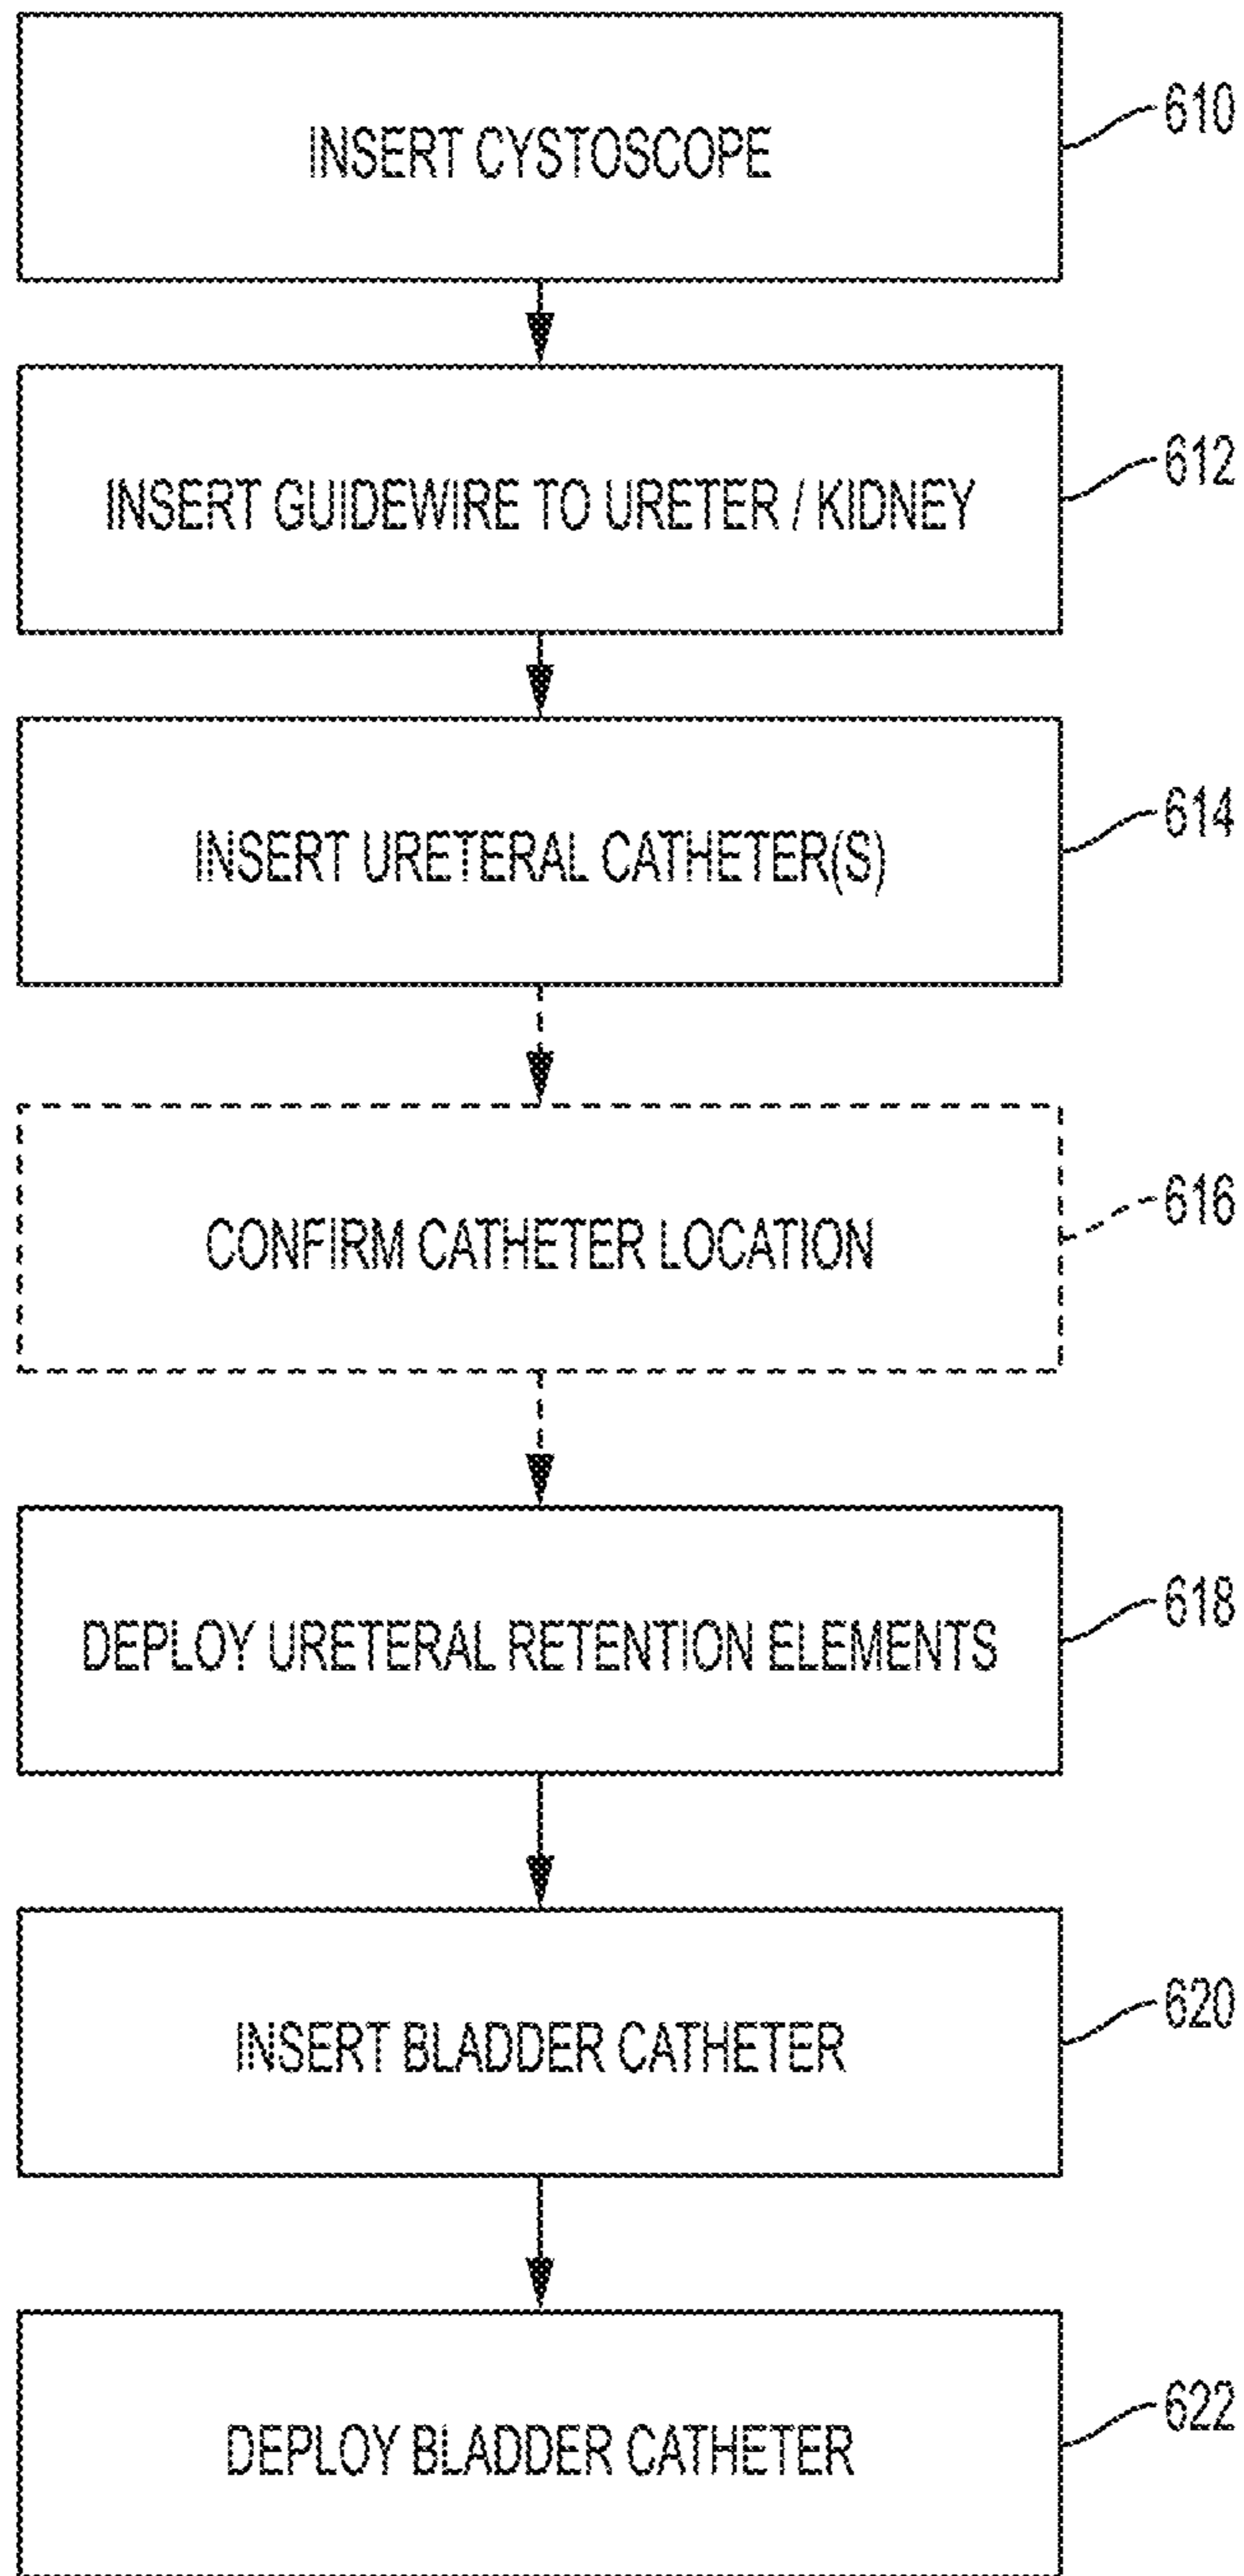 INSERT CYSTOSCOPE
610
INSERT GUIDEWIRE TO URETER / KIDNEY
612
INSERT URETERAL CATHETER(S)
614
CONFIRM CATHETER LOCATION
616
DEPLOY URETERAL RETENTION ELEMENTS
618
INSERT BLADDER CATHETER
620
DEPLOY BLADDER CATHETER
622